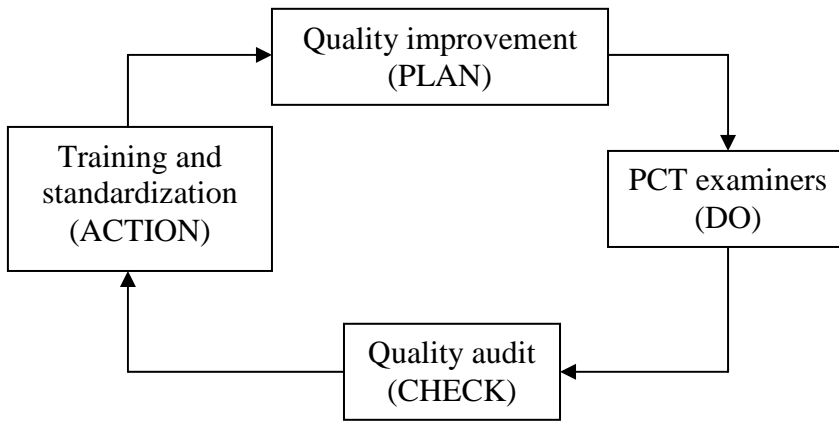 Quality improvement
(PLAN)
Training and
standardization
(ACTION)
PCT examiners
(DO)
Quality audit
(CHECK)